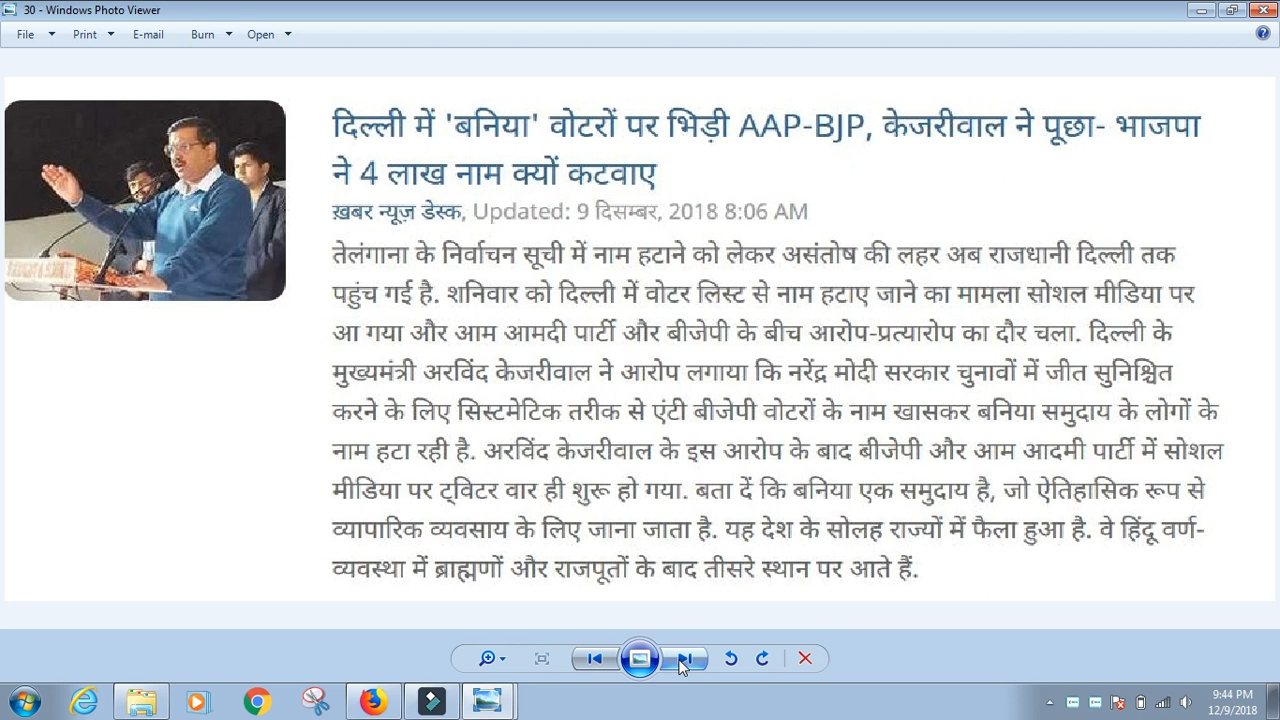 30 - Windows Photo Viewer
File Print E-mail Burn Open
दिल्ली में 'बनिया' वोटरों पर भिड़ी AAP-BJP, केजरीवाल ने पूछा- भाजपा
ने 4 लाख नाम क्यों कटवाए
ख़बर न्यूज़ डेस्क, Updated: 9 दिसम्बर, 2018 8:06 AM
तेलंगाना के निर्वाचन सूची में नाम हटाने को लेकर असंतोष की लहर अब राजधानी दिल्ली तक
पहुंच गई है. शनिवार को दिल्ली में वोटर लिस्ट से नाम हटाए जाने का मामला सोशल मीडिया पर
आ गया और आम आमदी पार्टी और बीजेपी के बीच आरोप-प्रत्यारोप का दौर चला. दिल्ली के
मुख्यमंत्री अरविंद केजरीवाल ने आरोप लगाया कि नरेंद्र मोदी सरकार चुनावों में जीत सुनिश्चित
करने के लिए सिस्टमेटिक तरीक से एंटी बीजेपी वोटरों के नाम खासकर बनिया समुदाय के लोगों के
नाम हटा रही है. अरविंद केजरीवाल के इस आरोप के बाद बीजेपी और आम आदमी पार्टी में सोशल
मीडिया पर ट्विटर वार ही शुरू हो गया. बता दें कि बनिया एक समुदाय है, जो ऐतिहासिक रूप से
व्यापारिक व्यवसाय के लिए जाना जाता है. यह देश के सोलह राज्यों में फैला हुआ है. वे हिंदू वर्ण-
व्यवस्था में ब्राह्मणों और राजपूतों के बाद तीसरे स्थान पर आते हैं.
9:44 PM
12/9/2018